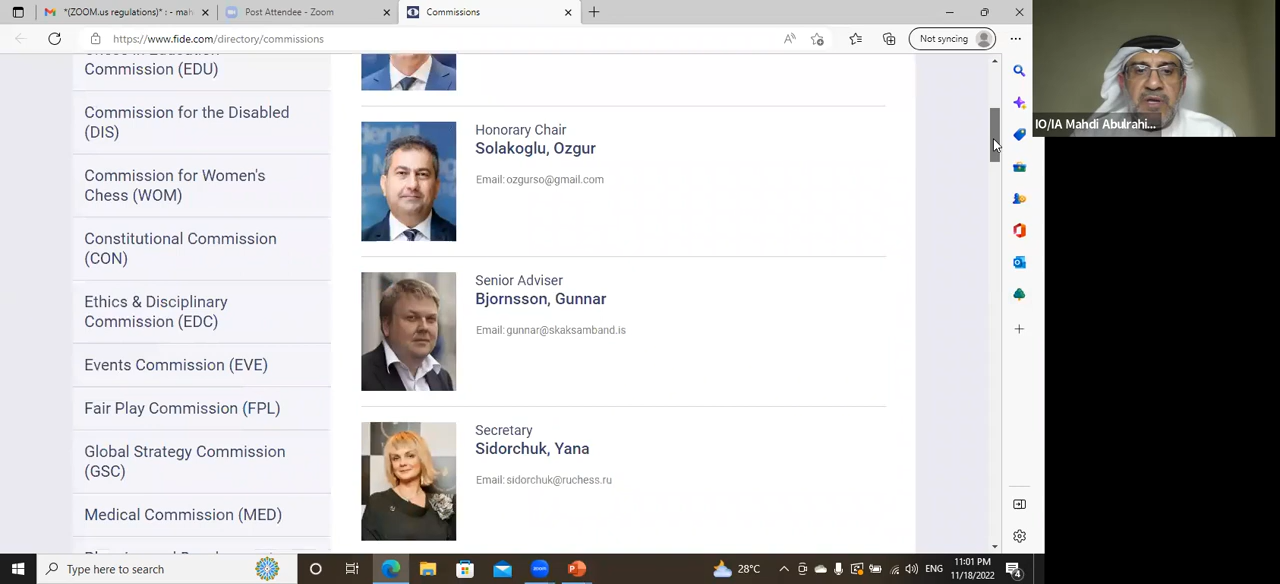 *(ZOOM.us regulations)* : - mah
Post Attendee - Zoom
Commissions
https://www.fide.com/directory/commissions
Not syncing
Commission (EDU)
Commission for the Disabled
(DIS)
Commission for Women's
Chess (WOM)
Constitutional Commission
(CON)
Ethics & Disciplinary
Commission (EDC)
Events Commission (EVE)
Fair Play Commission (FPL)
Global Strategy Commission
(GSC)
Medical Commission (MED)
Honorary Chair
Solakoglu, Ozgur
Email: ozgurso@gmail.com
Senior Adviser
Bjornsson, Gunnar
Email: gunnar@skaksamband.is
Secretary
Sidorchuk, Yana
Email: sidorchuk@ruchess.ru
IO/IA Mahdi Abulrahi...
Type here to search
28°C
ENG
11:01 PM
11/18/2022
4